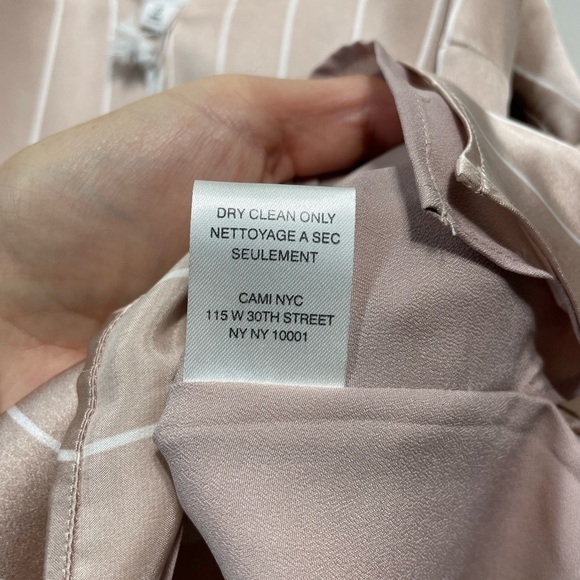 DRY CLEAN ONLY
NETTOYAGE A SEC
SEULEMENT
CAMI NYC
115 W 30TH STREET
NY NY 10001